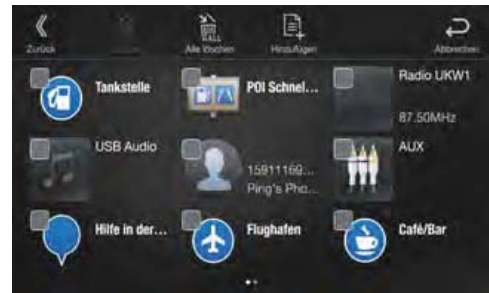 Zurück
Alle löschen
Hinzufügen
Abbrechen
Tankstelle
POI Schnel...
Radio UKW1
87.50MHz
USB Audio
15911160...
Ping's Pho...
AUX
Hilfe in der...
Flughafen
Café/Bar